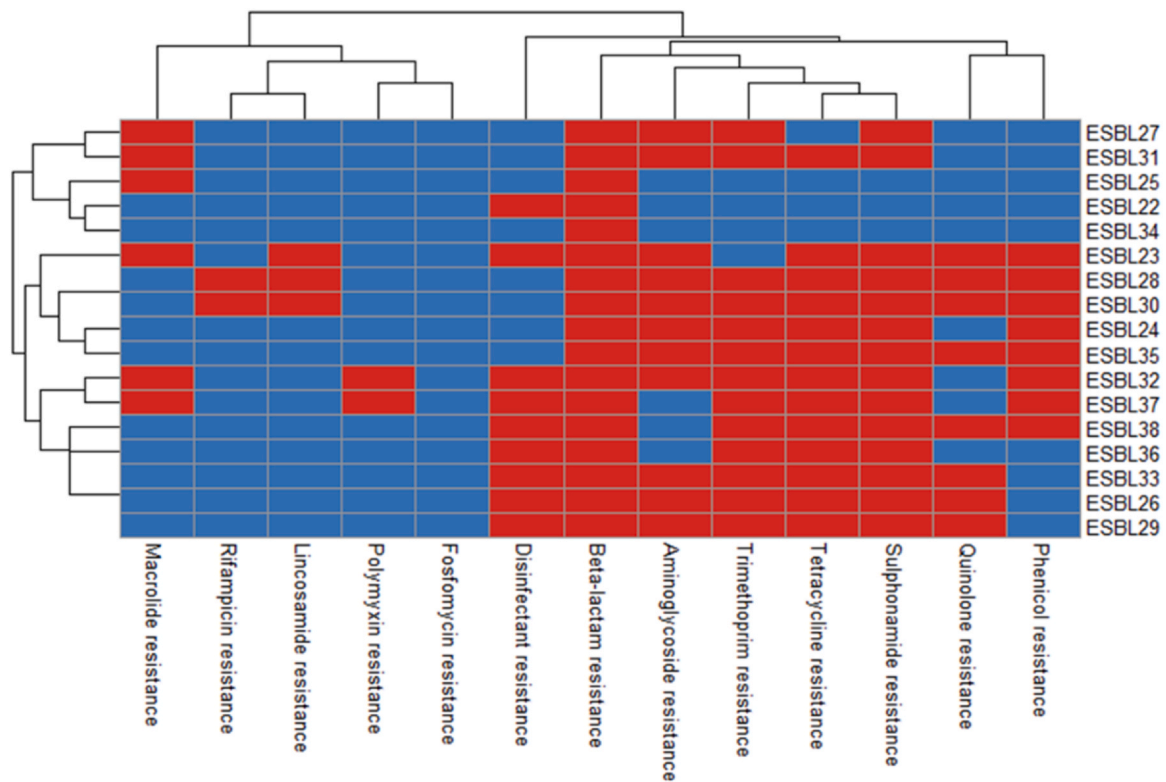 ESBL27
ESBL31
ESBL25
ESBL22
ESBL34
ESBL23
ESBL28
ESBL30
ESBL24
ESBL35
ESBL32
ESBL37
ESBL38
ESBL36
ESBL33
ESBL26
ESBL29
Macrolide resistance
Rifampicin resistance
Lincosamide resistance
Polymyxin resistance
Fosfomycin resistance
Disinfectant resistance
Beta-lactam resistance
Aminoglycoside resistance
Trimethoprim resistance
Tetracycline resistance
Sulphonamide resistance
Quinolone resistance
Phenicol resistance